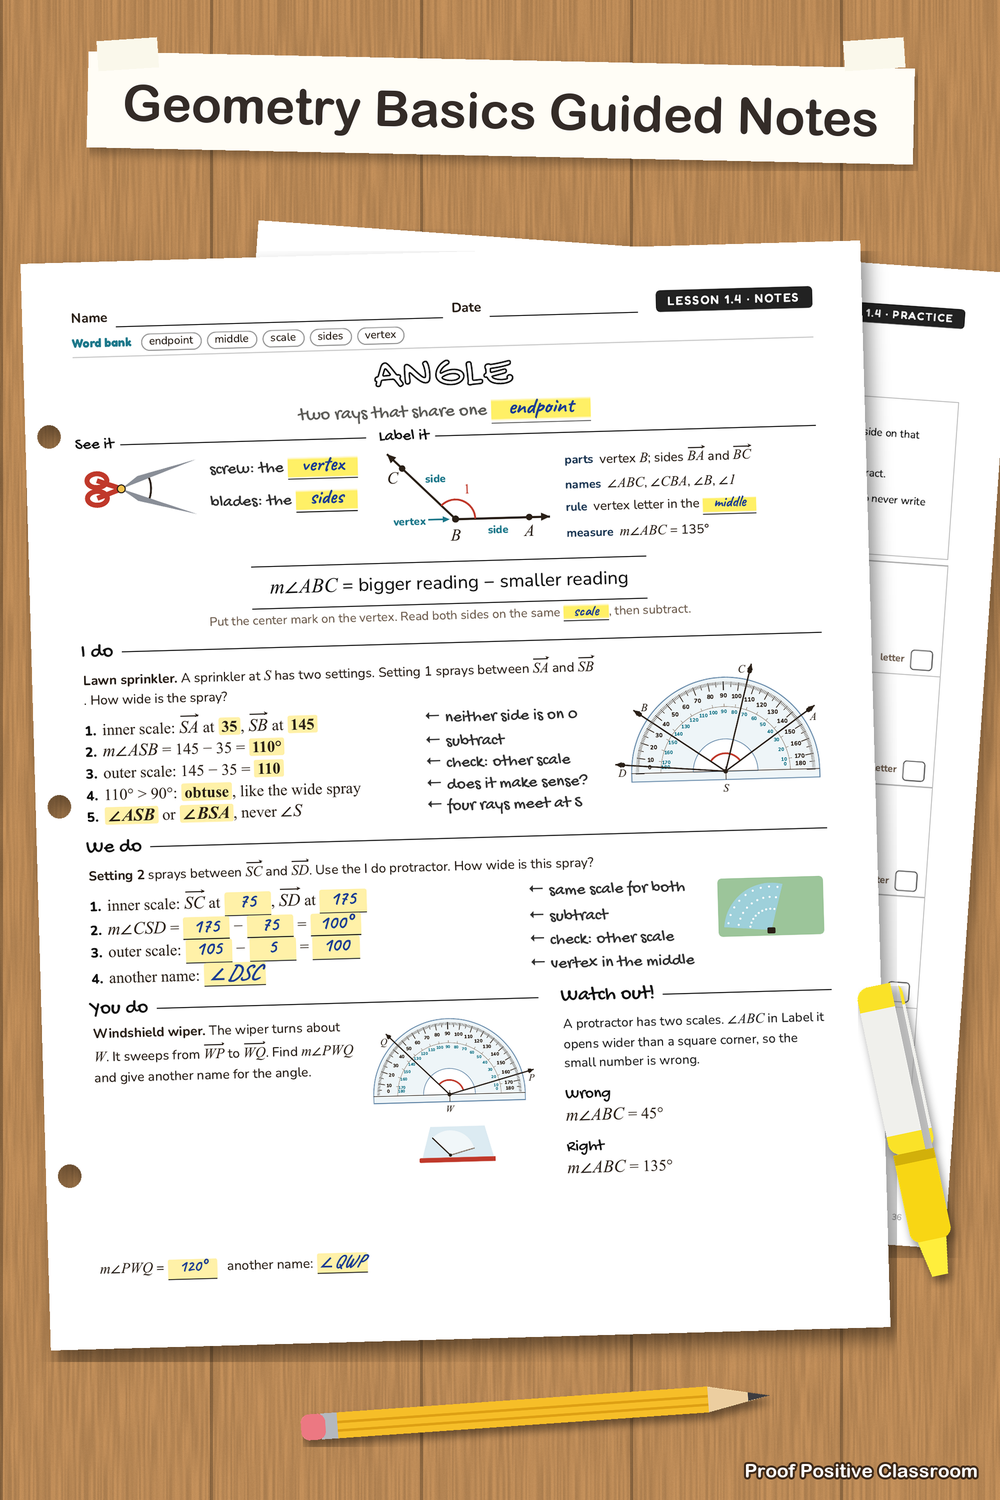 Geometry Basics Guided Notes
Name
Date
LESSON 1.4 · NOTES
1.4 · PRACTICE
Word bank endpoint middle scale sides vertex
ANGLE
two rays that share one endpoint
See it
screw: the vertex
blades: the sides
Label it
C
side
1
vertex →
B
side
A
parts vertex B; sides BA and BC
names ∠ABC, ∠CBA, ∠B, ∠1
rule vertex letter in the middle
measure m∠ABC = 135°
m∠ABC = bigger reading − smaller reading
Put the center mark on the vertex. Read both sides on the same scale, then subtract.
I do
Lawn sprinkler. A sprinkler at S has two settings. Setting 1 sprays between SA and SB
. How wide is the spray?
1. inner scale: SA at 35, SB at 145 ← neither side is on 0
2. m∠ASB = 145 − 35 = 110° ← subtract
3. outer scale: 145 − 35 = 110 ← check: other scale
4. 110° > 90°: obtuse, like the wide spray ← does it make sense?
5. ∠ASB or ∠BSA, never ∠S ← four rays meet at S
C
B
A
D
S
We do
Setting 2 sprays between SC and SD. Use the I do protractor. How wide is this spray?
1. inner scale: SC at 75, SD at 175 ← same scale for both
2. m∠CSD = 175 − 75 = 100° ← subtract
3. outer scale: 105 − 5 = 100 ← check: other scale
4. another name: ∠DSC ← vertex in the middle
You do
Windshield wiper. The wiper turns about
W. It sweeps from WP to WQ. Find m∠PWQ
and give another name for the angle.
Q
P
W
m∠PWQ = 120° another name: ∠QWP
Watch out!
A protractor has two scales. ∠ABC in Label it
opens wider than a square corner, so the
small number is wrong.
Wrong
m∠ABC = 45°
Right
m∠ABC = 135°
side on that
never write
letter
36
Proof Positive Classroom